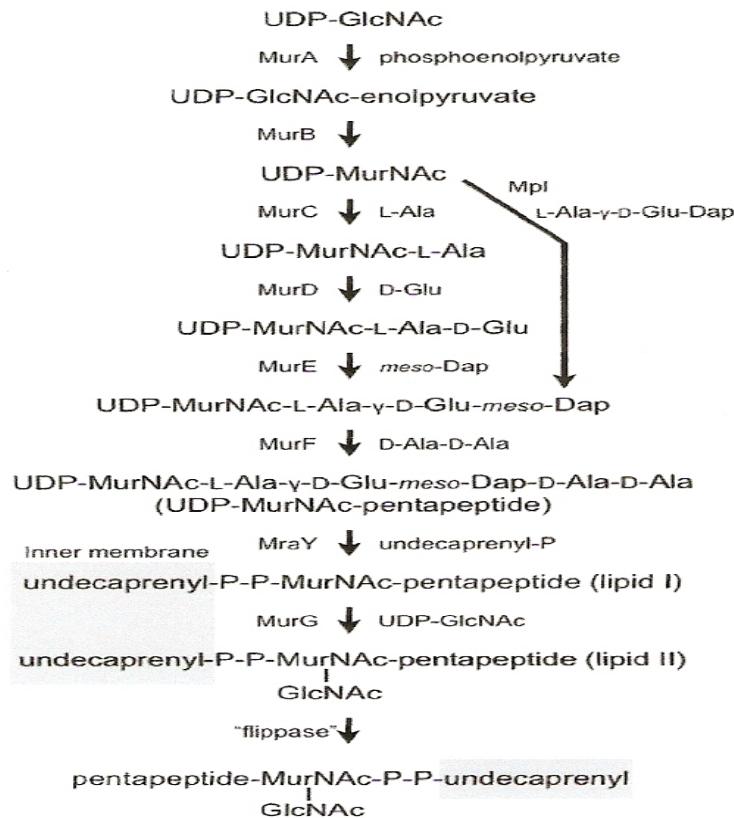 UDP-GlcNAc
MurA phosphoenolpyruvate
UDP-GlcNAc-enolpyruvate
MurB
UDP-MurNAc
Mpl
L-Ala-γ-D-Glu-Dap
MurC L-Ala
UDP-MurNAc-L-Ala
MurD D-Glu
UDP-MurNAc-L-Ala-D-Glu
MurE meso-Dap
UDP-MurNAc-L-Ala-γ-D-Glu-meso-Dap
MurF D-Ala-D-Ala
UDP-MurNAc-L-Ala-γ-D-Glu-meso-Dap-D-Ala-D-Ala
(UDP-MurNAc-pentapeptide)
MraY undecaprenyl-P
Inner membrane
undecaprenyl-P-P-MurNAc-pentapeptide (lipid I)
MurG UDP-GlcNAc
undecaprenyl-P-P-MurNAc-pentapeptide (lipid II)
GlcNAc
"flippase"
pentapeptide-MurNAc-P-P-undecaprenyl
GlcNAc